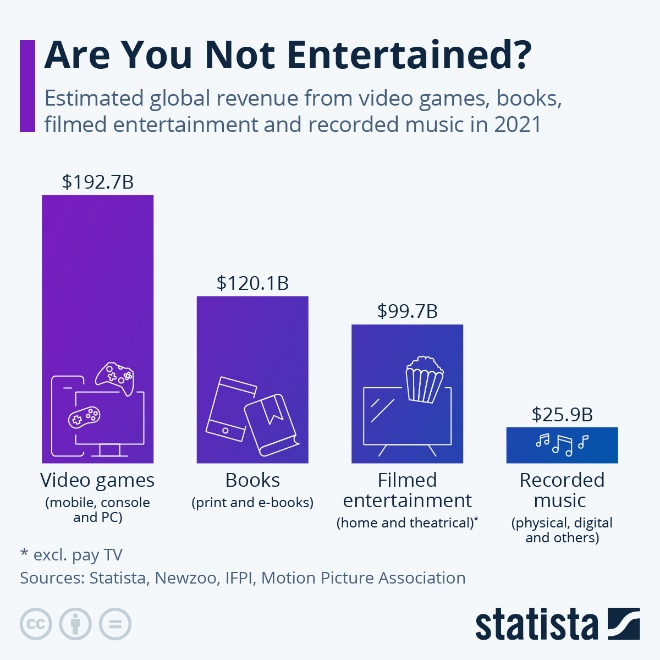 Are You Not Entertained?
Estimated global revenue from video games, books,
filmed entertainment and recorded music in 2021
$192.7B
$120.1B
$99.7B
$25.9B
Video games
(mobile, console
and PC)
Books
(print and e-books)
Filmed
entertainment
(home and theatrical)*
Recorded
music
(physical, digital
and others)
* excl. pay TV
Sources: Statista, Newzoo, IFPI, Motion Picture Association
cc
statista